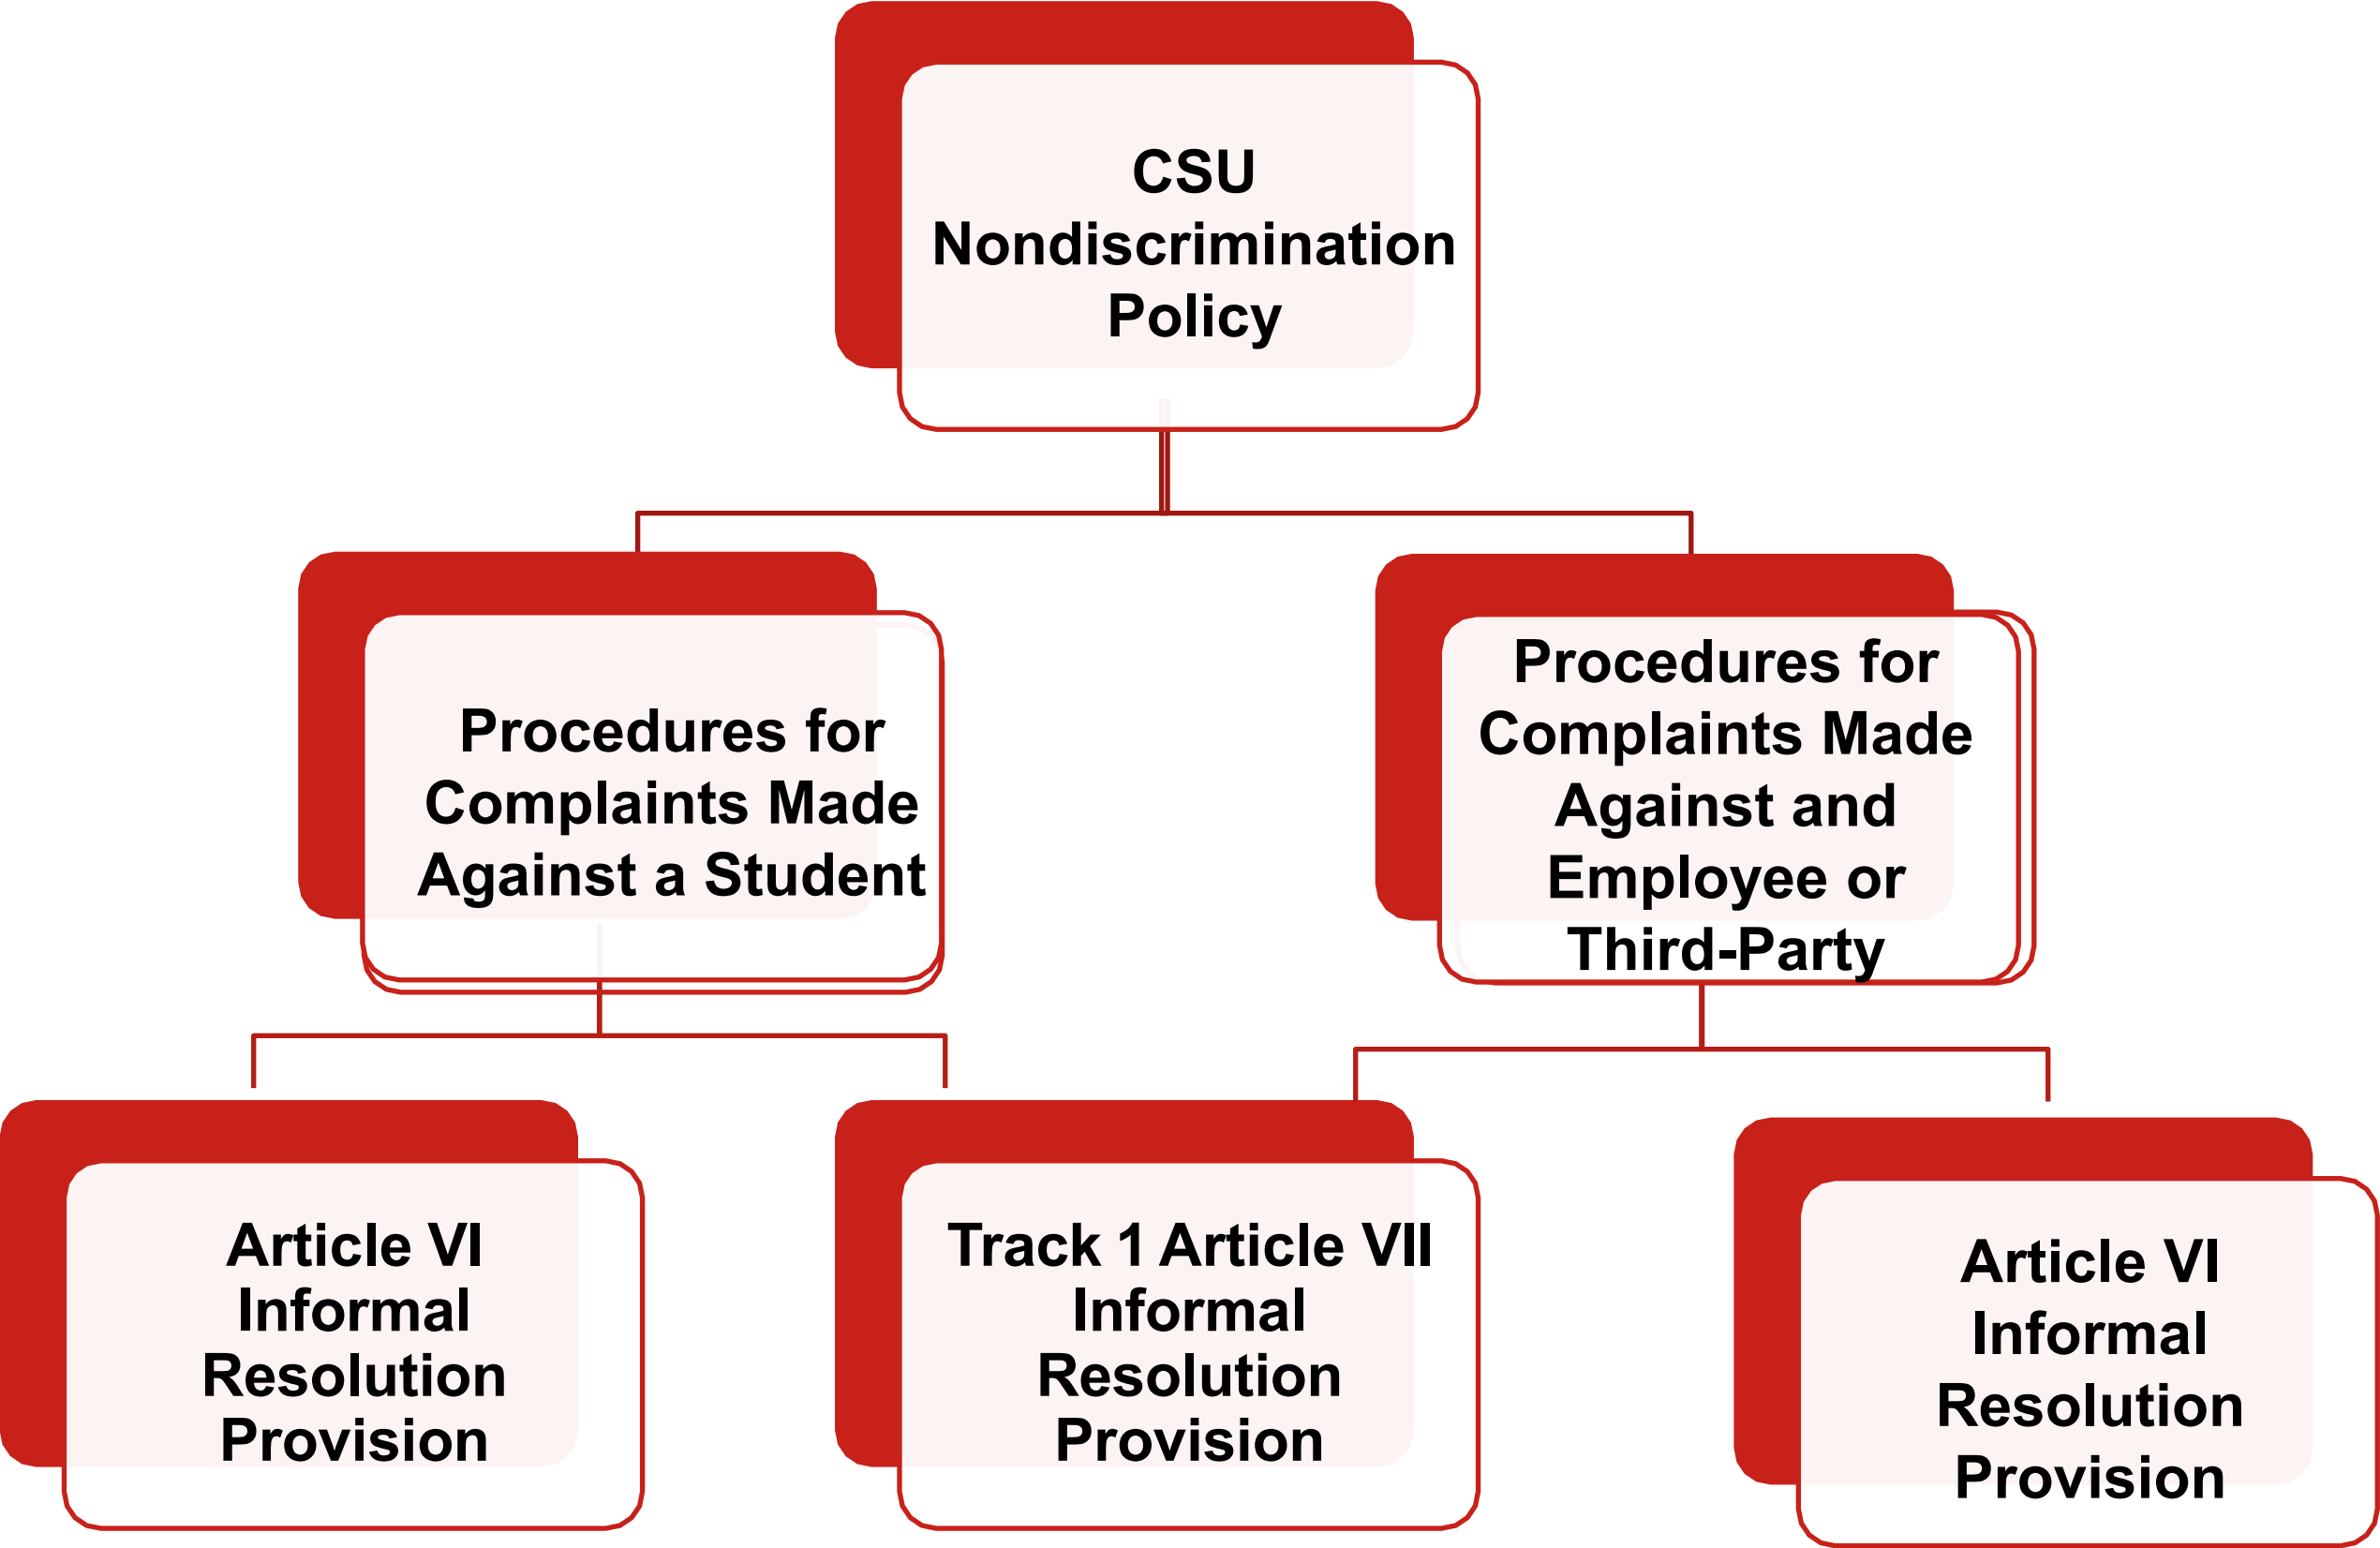 CSU
Nondiscrimination
Policy
Procedures for
Complaints Made
Against a Student
Procedures for
Complaints Made
Against and
Employee or
Third-Party
Article VI
Informal
Resolution
Provision
Track 1 Article VII
Informal
Resolution
Provision
Article VI
Informal
Resolution
Provision